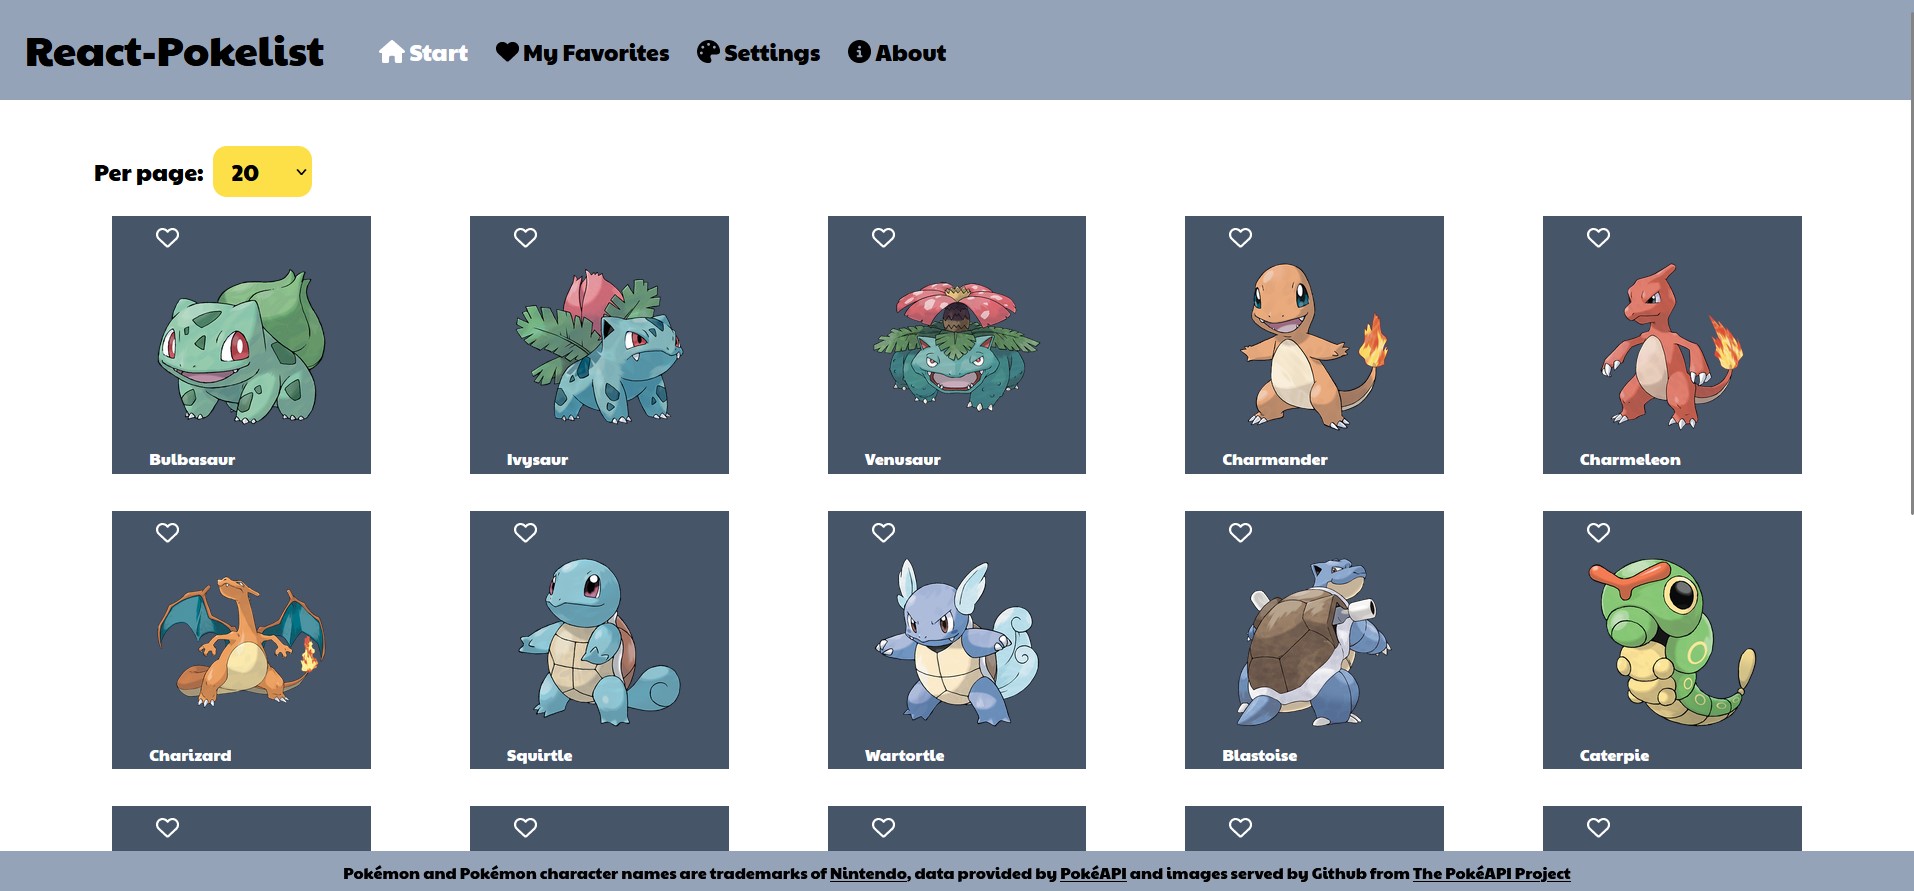 React-Pokelist Start My Favorites Settings About
Per page: 20
Bulbasaur Ivysaur Venusaur Charmander Charmeleon
Charizard Squirtle Wartortle Blastoise Caterpie
Pokémon and Pokémon character names are trademarks of Nintendo, data provided by PokéAPI and images served by Github from The PokéAPI Project